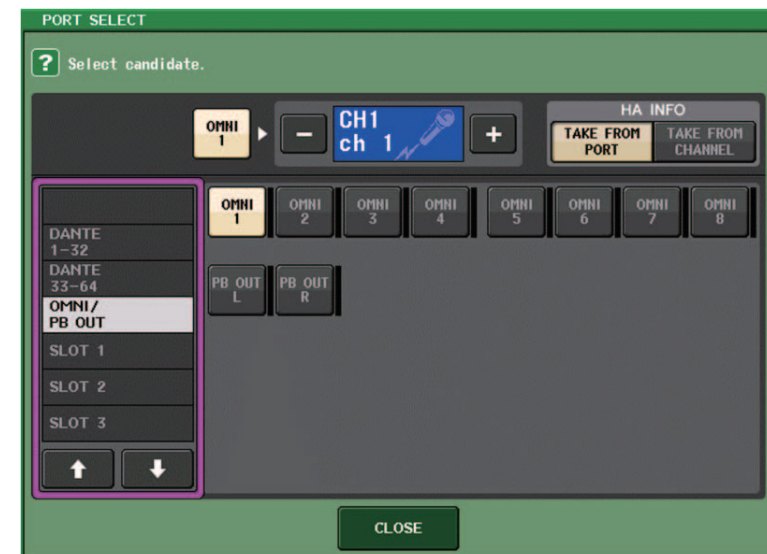 PORT SELECT
? Select candidate.
OMNI
1
−
CH1
ch 1
+
HA INFO
TAKE FROM
PORT
TAKE FROM
CHANNEL
DANTE
1-32
DANTE
33-64
OMNI/
PB OUT
SLOT 1
SLOT 2
SLOT 3
OMNI
1
OMNI
2
OMNI
3
OMNI
4
OMNI
5
OMNI
6
OMNI
7
OMNI
8
PB OUT
L
PB OUT
R
CLOSE